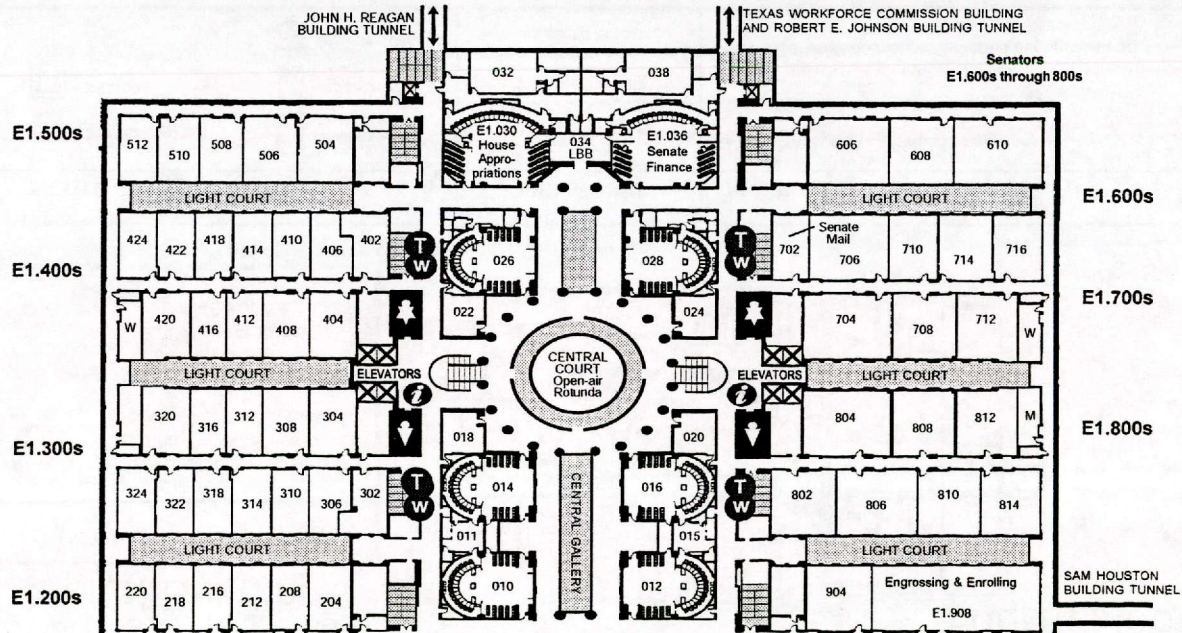 JOHN H. REAGAN
BUILDING TUNNEL
TEXAS WORKFORCE COMMISSION BUILDING
AND ROBERT E. JOHNSON BUILDING TUNNEL
Senators
E1,600s through 800s
032
038
E1.500s
512
510
508
506
504
E1.030
House
Appro-
priations
034
LBB
E1.036
Senate
Finance
606
608
610
LIGHT COURT
LIGHT COURT
E1.600s
424
422
418
414
410
406
402
T
W
026
028
T
W
702
Senate
Mail
706
710
714
716
E1.400s
E1.700s
W
420
416
412
408
404
022
024
704
708
712
W
LIGHT COURT
ELEVATORS
CENTRAL
COURT
Open-air
Rotunda
ELEVATORS
LIGHT COURT
i
i
320
316
312
308
304
018
020
804
808
812
M
E1.300s
E1.800s
324
322
318
314
310
306
302
T
W
014
016
T
W
802
806
810
814
011
015
CENTRAL GALLERY
LIGHT COURT
LIGHT COURT
E1.200s
220
218
216
212
208
204
010
012
904
Engrossing & Enrolling
E1.908
SAM HOUSTON
BUILDING TUNNEL